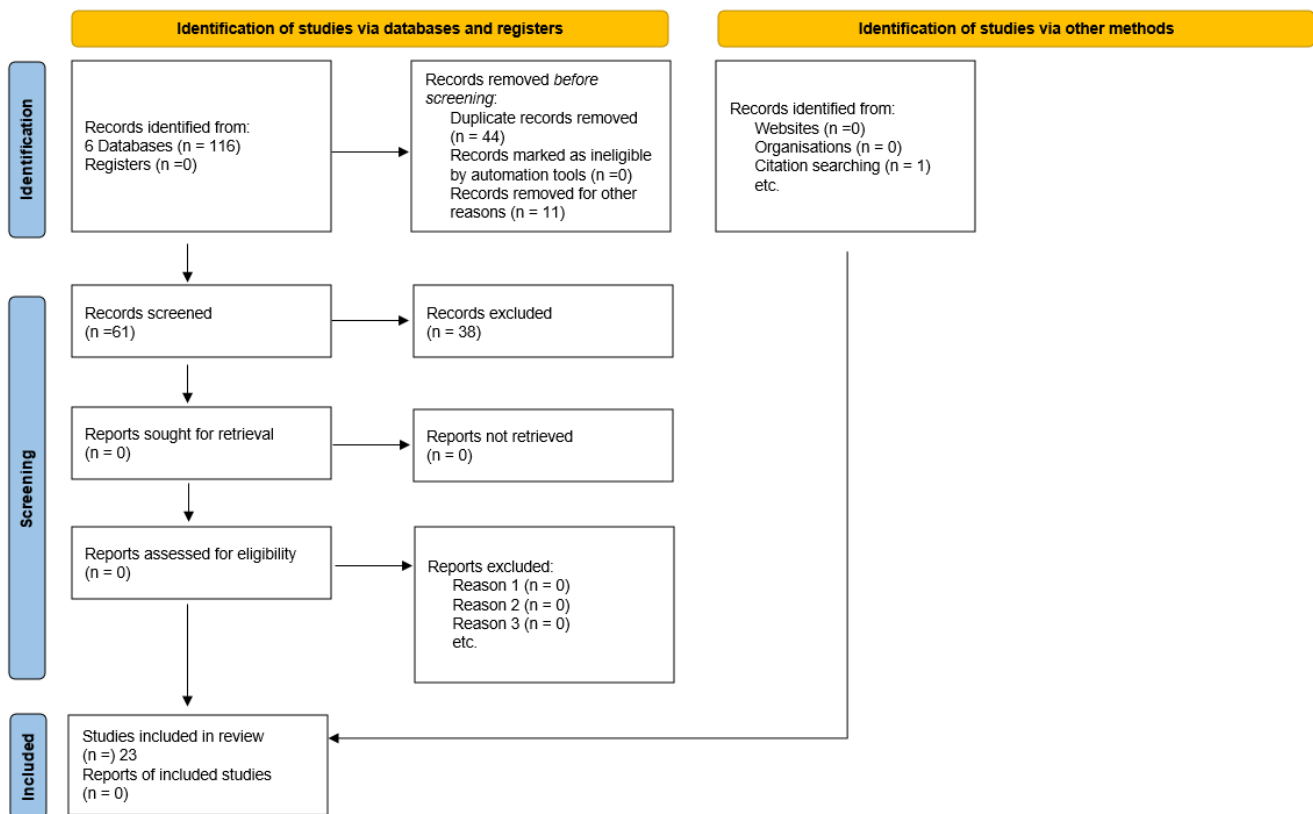 Identification of studies via databases and registers
Identification of studies via other methods
Identification
Records identified from:
6 Databases (n = 116)
Registers (n =0)
Records removed before
screening:
Duplicate records removed
(n = 44)
Records marked as ineligible
by automation tools (n =0)
Records removed for other
reasons (n = 11)
Records identified from:
Websites (n =0)
Organisations (n = 0)
Citation searching (n = 1)
etc.
Screening
Records screened
(n =61)
Records excluded
(n = 38)
Reports sought for retrieval
(n = 0)
Reports not retrieved
(n = 0)
Reports assessed for eligibility
(n = 0)
Reports excluded:
Reason 1 (n = 0)
Reason 2 (n = 0)
Reason 3 (n = 0)
etc.
Included
Studies included in review
(n =) 23
Reports of included studies
(n = 0)